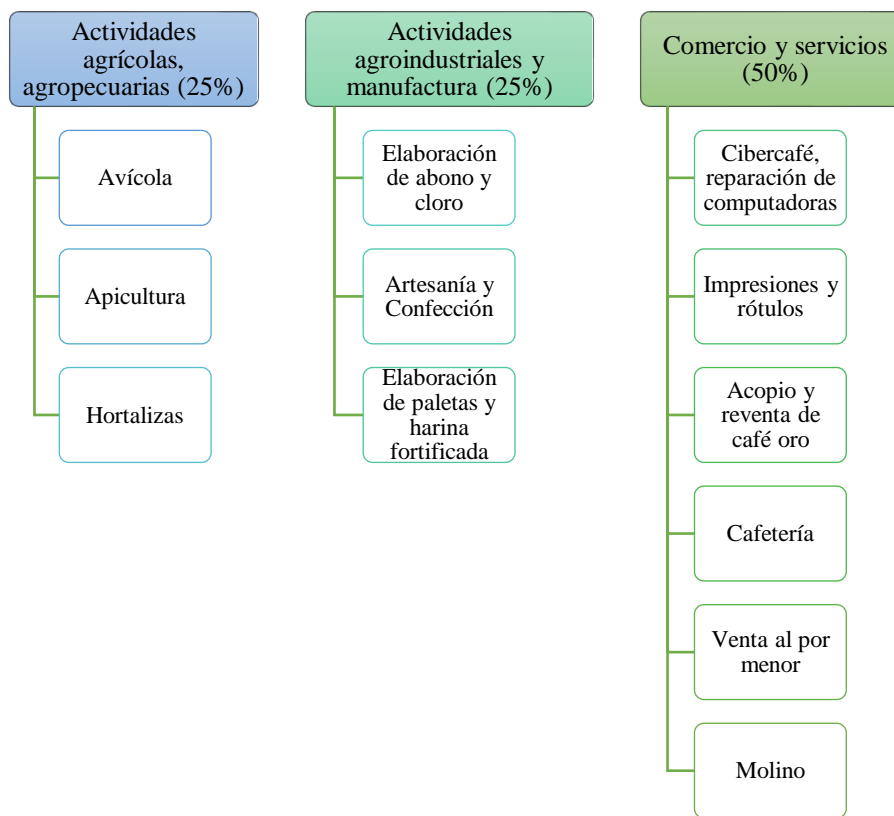 Actividades
agrícolas,
agropecuarias (25%)
Avícola
Apicultura
Hortalizas
Actividades
agroindustriales y
manufactura (25%)
Elaboración
de abono y
cloro
Artesanía y
Confección
Elaboración
de paletas y
harina
fortificada
Comercio y servicios
(50%)
Cibercafé,
reparación de
computadoras
Impresiones y
rótulos
Acopio y
reventa de
café oro
Cafetería
Venta al por
menor
Molino